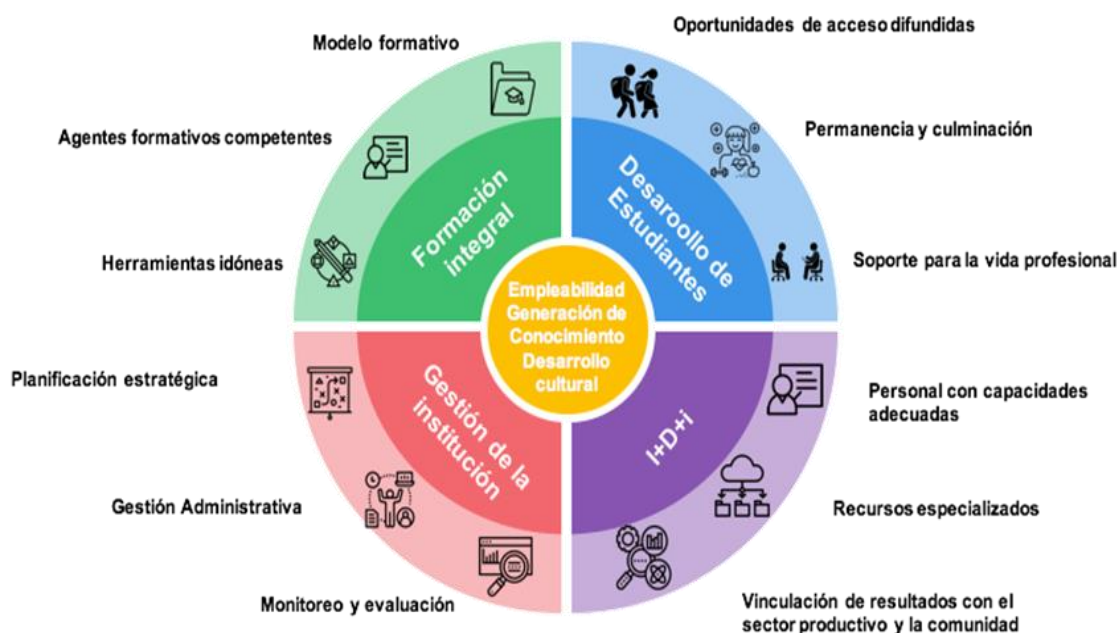 Modelo formativo
Agentes formativos competentes
Herramientas idóneas
Formación
integral
Oportunidades de acceso difundidas
Permanencia y culminación
Soporte para la vida profesional
Desaroollo de
Estudiantes
Empleabilidad
Generación de
Conocimiento
Desarrollo
cultural
Planificación estratégica
Gestión Administrativa
Monitoreo y evaluación
Gestión de la
institución
I+D+i
Personal con capacidades
adecuadas
Recursos especializados
Vinculación de resultados con el
sector productivo y la comunidad